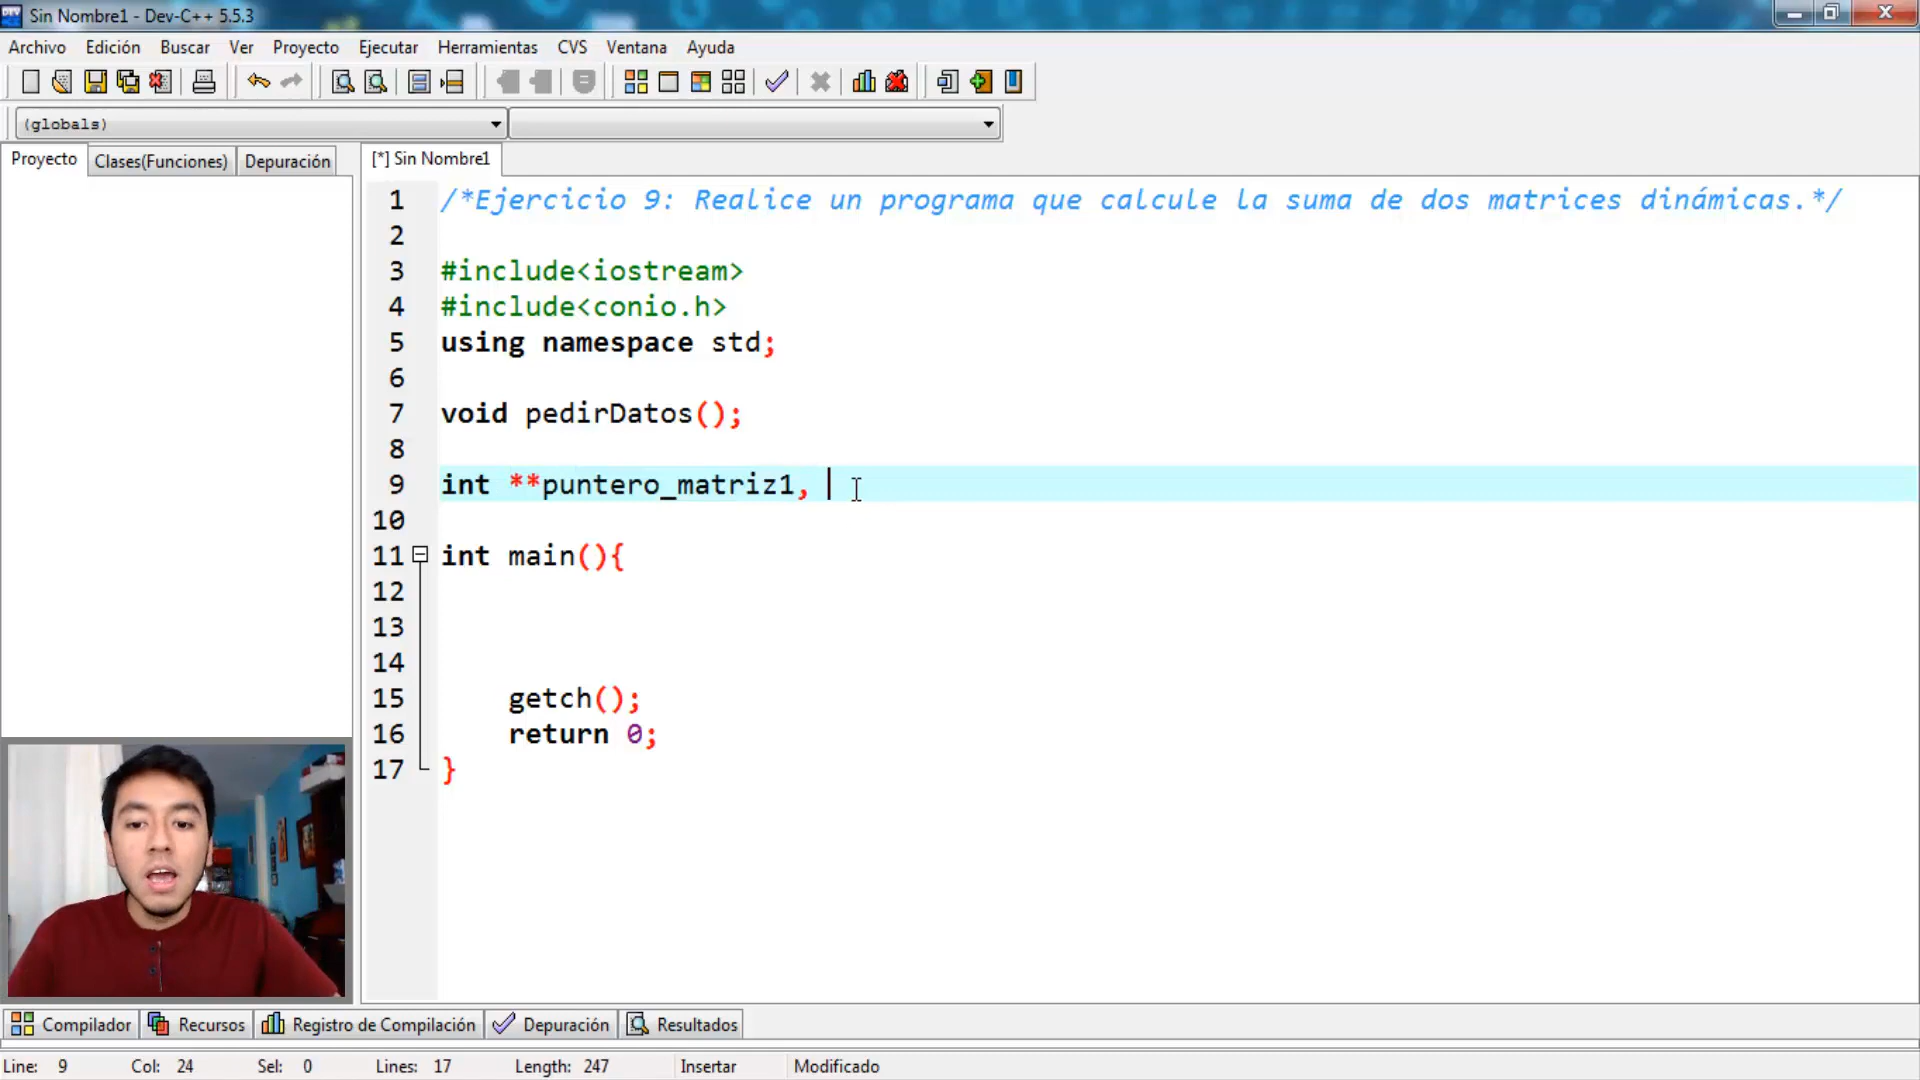 Sin Nombre1 - Dev-C++ 5.5.3
Archivo Edición Buscar Ver Proyecto Ejecutar Herramientas CVS Ventana Ayuda
(globals)
Proyecto Clases(Funciones) Depuración [*] Sin Nombre1
1 /*Ejercicio 9: Realice un programa que calcule la suma de dos matrices dinámicas.*/
2
3 #include<iostream>
4 #include<conio.h>
5 using namespace std;
6
7 void pedirDatos();
8
9 int **puntero_matriz1,
10
11 int main(){
12
13
14
15 getch();
16 return 0;
17 }
Compilador Recursos Registro de Compilación Depuración Resultados
Line: 9 Col: 24 Sel: 0 Lines: 17 Length: 247 Insertar Modificado